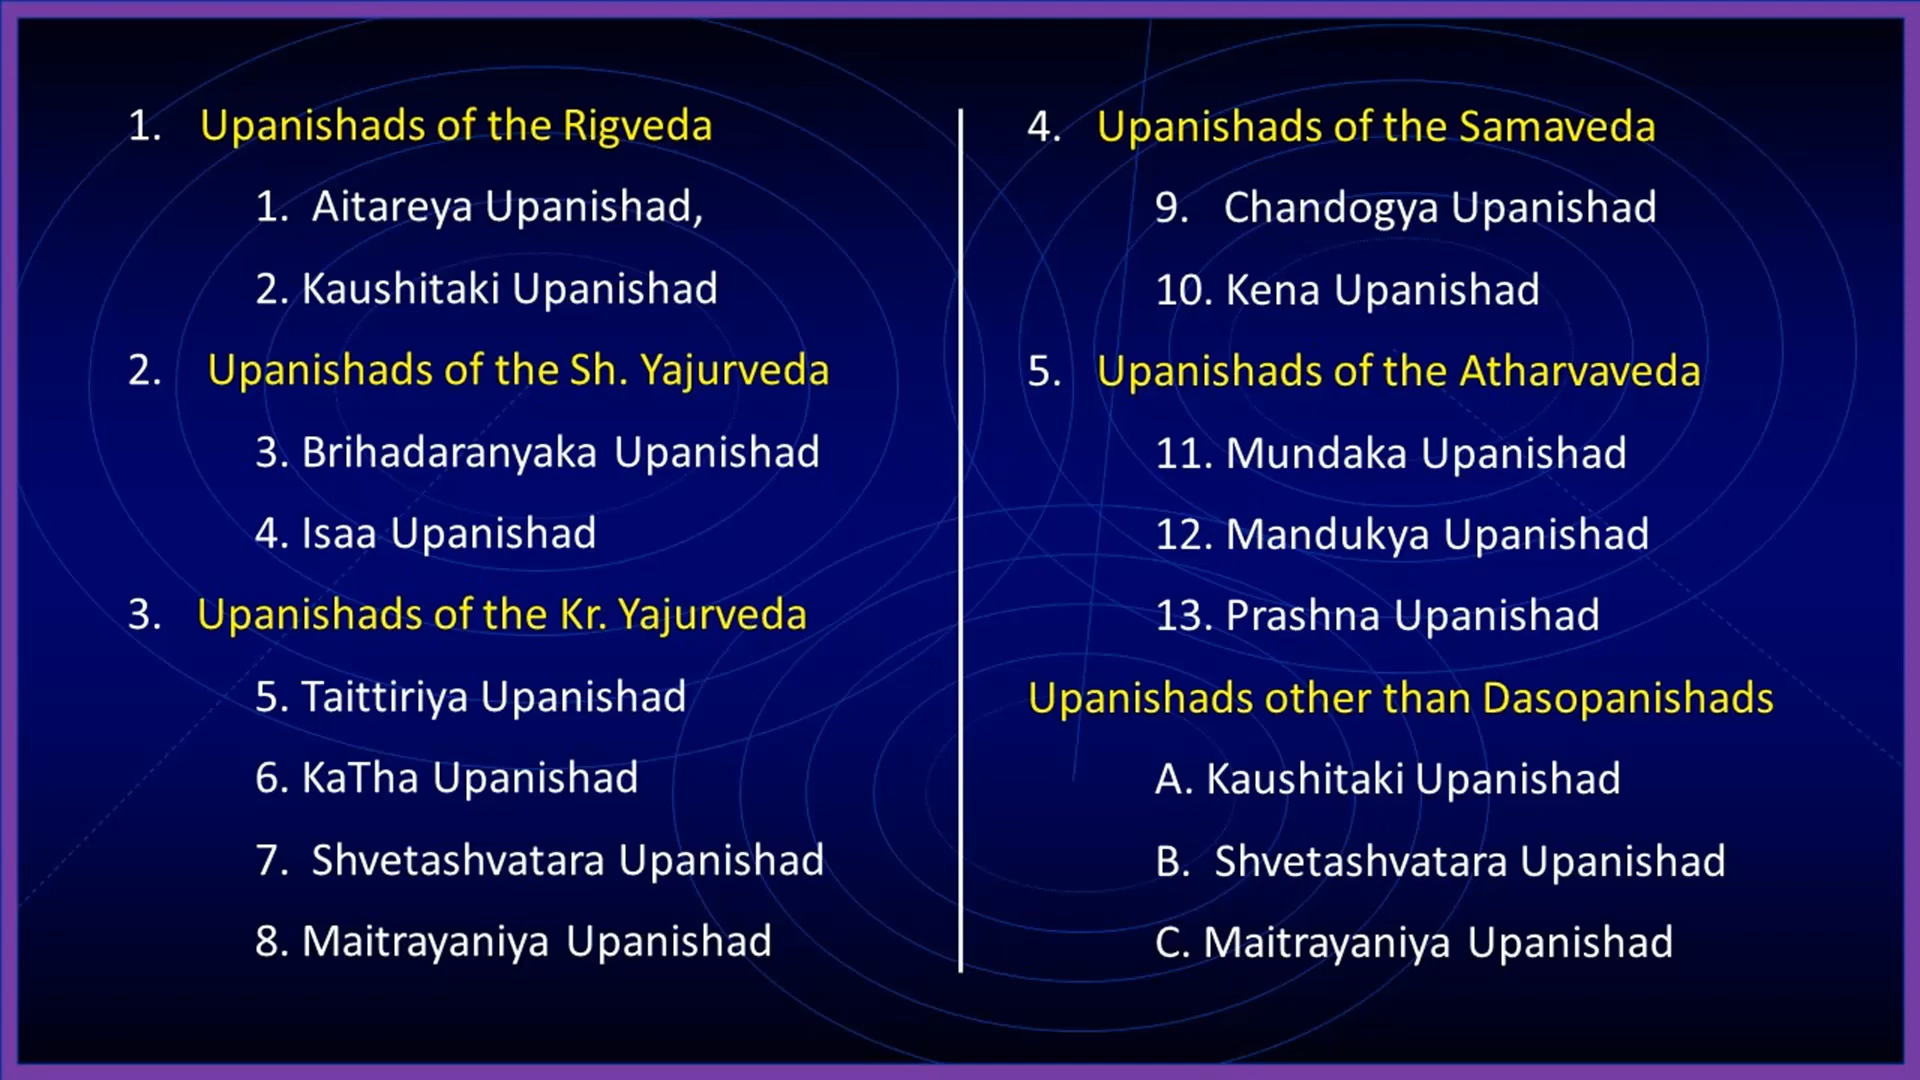 1. Upanishads of the Rigveda
1. Aitareya Upanishad,
2. Kaushitaki Upanishad
2. Upanishads of the Sh. Yajurveda
3. Brihadaranyaka Upanishad
4. Isaa Upanishad
3. Upanishads of the Kr. Yajurveda
5. Taittiriya Upanishad
6. KaTha Upanishad
7. Shvetashvatara Upanishad
8. Maitrayaniya Upanishad
4. Upanishads of the Samaveda
9. Chandogya Upanishad
10. Kena Upanishad
5. Upanishads of the Atharvaveda
11. Mundaka Upanishad
12. Mandukya Upanishad
13. Prashna Upanishad
Upanishads other than Dasopanishads
A. Kaushitaki Upanishad
B. Shvetashvatara Upanishad
C. Maitrayaniya Upanishad